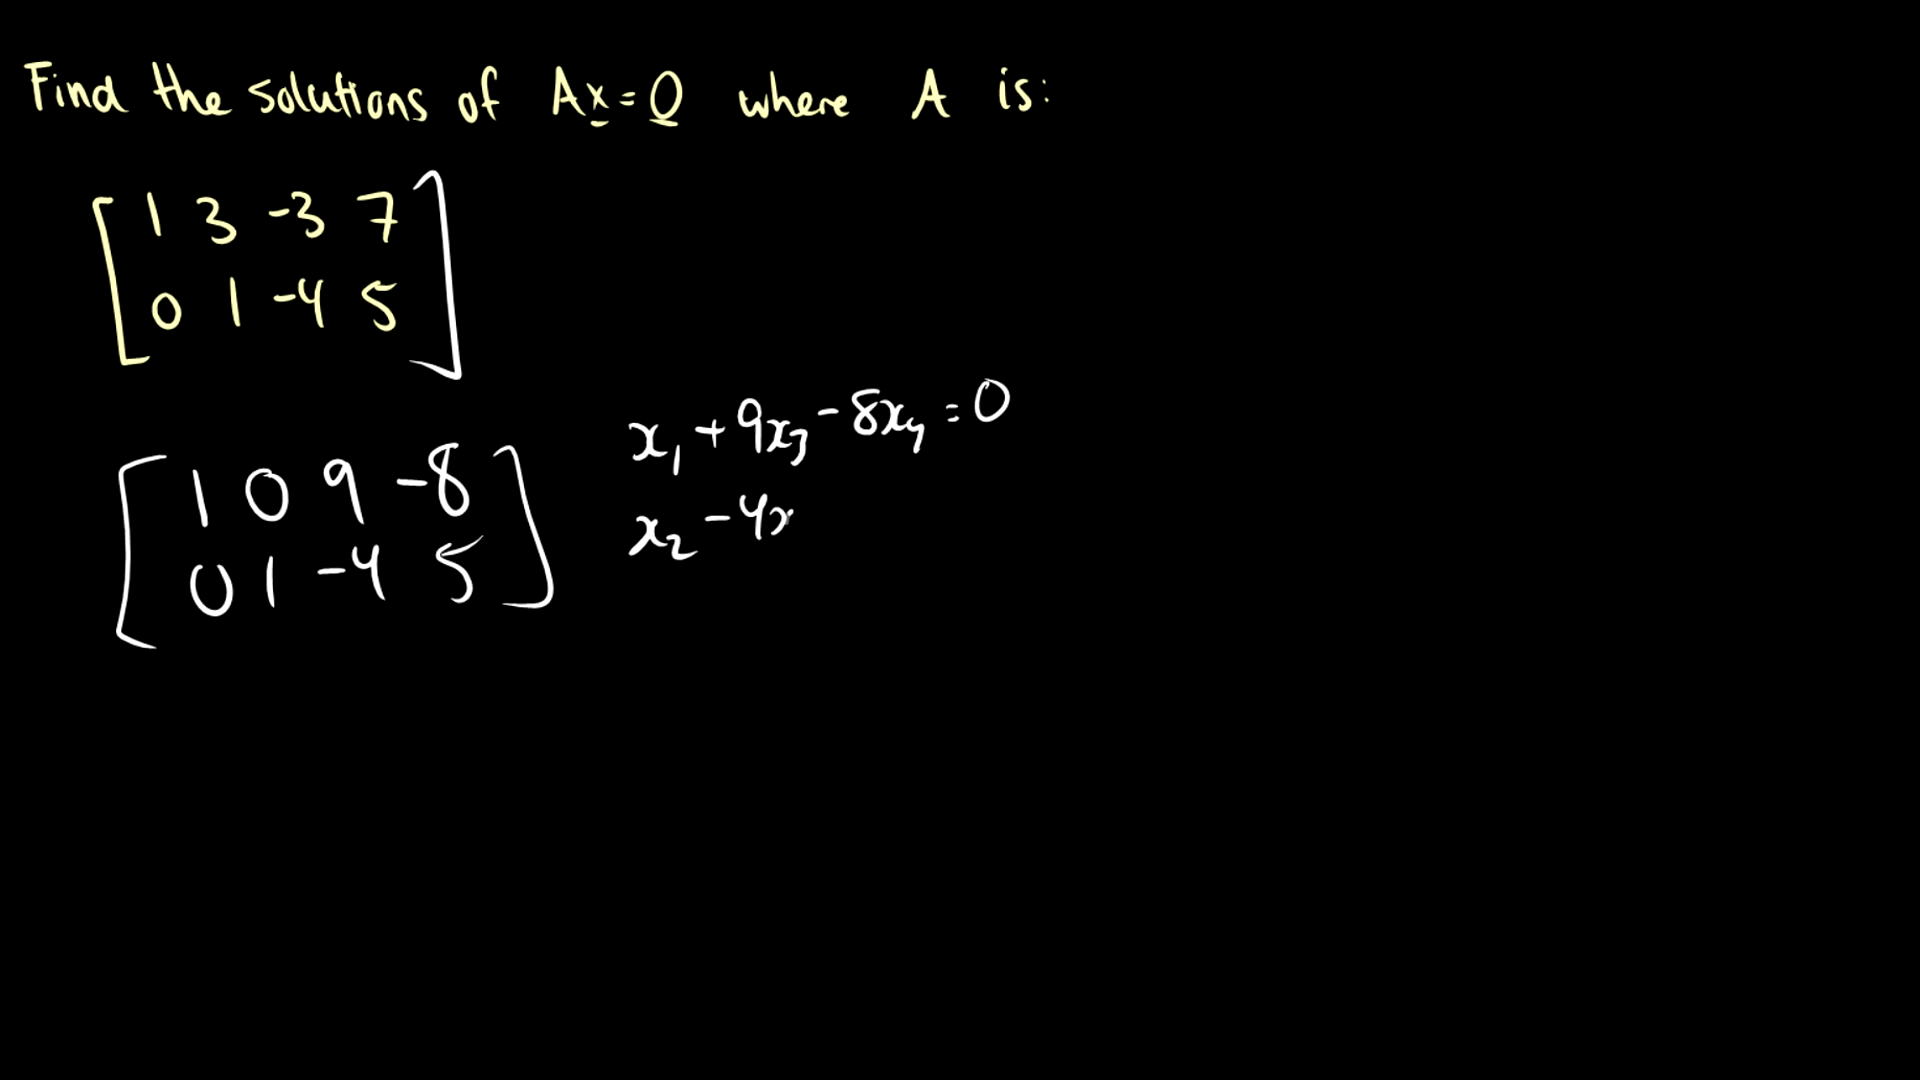 Find the solutions of Ax=0 where A is:
1 3 -3 7
0 1 -4 5
x₁ + 9x₃ - 8x₄ = 0
1 0 9 -8
x₂ - 4x
0 1 -4 5